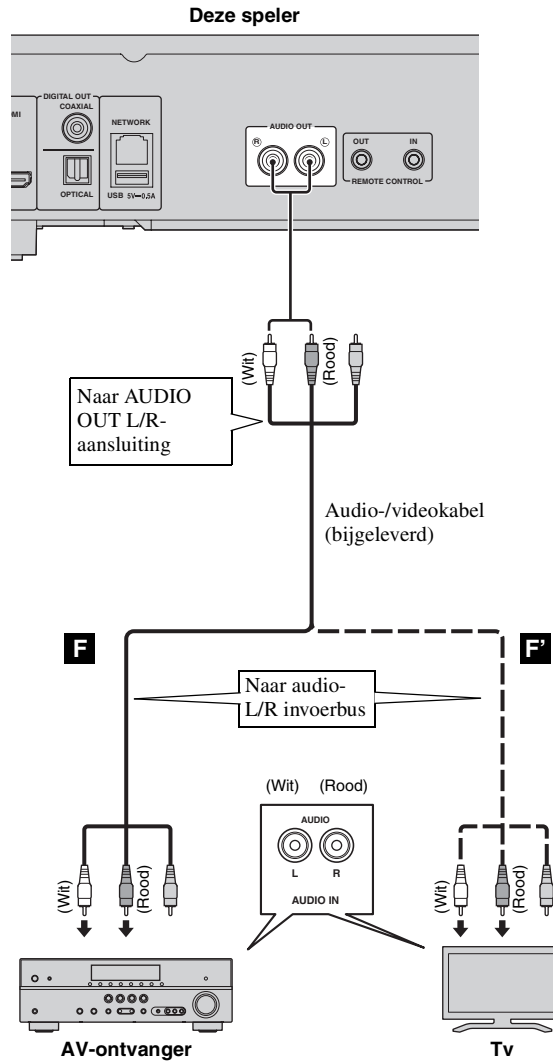 Deze speler
DIGITAL OUT
COAXIAL
MI
NETWORK
AUDIO OUT
R
L
OUT
IN
REMOTE CONTROL
OPTICAL
USB 5V⎓0.5A
(Wit)
(Rood)
Naar AUDIO
OUT L/R-
aansluiting
Audio-/videokabel
(bijgeleverd)
F
F'
Naar audio-
L/R invoerbus
(Wit)
(Rood)
AUDIO
L
R
AUDIO IN
(Wit)
(Rood)
(Wit)
(Rood)
AV-ontvanger
Tv